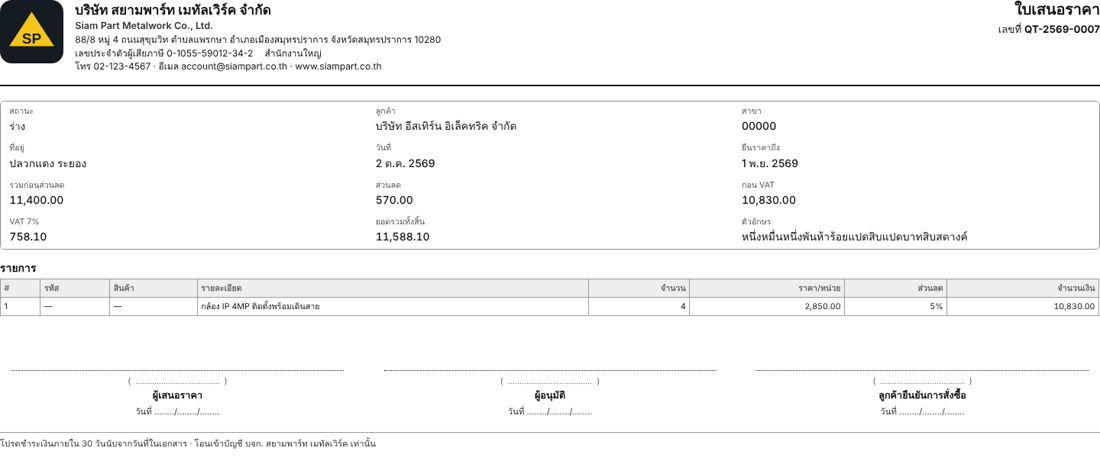 SP
บริษัท สยามพาร์ท เมทัลเวิร์ค จำกัด
Siam Part Metalwork Co., Ltd.
88/8 หมู่ 4 ถนนสุขุมวิท ตำบลแพรกษา อำเภอเมืองสมุทรปราการ จังหวัดสมุทรปราการ 10280
เลขประจำตัวผู้เสียภาษี 0-1055-59012-34-2 สำนักงานใหญ่
โทร 02-123-4567 · อีเมล account@siampart.co.th · www.siampart.co.th
ใบเสนอราคา
เลขที่ QT-2569-0007
สถานะ ลูกค้า สาขา
ร่าง บริษัท อีสเทิร์น อิเล็คทริค จำกัด 00000
ที่อยู่ วันที่ ยืนราคาถึง
ปลวกแดง ระยอง 2 ต.ค. 2569 1 พ.ย. 2569
รวมก่อนส่วนลด ส่วนลด ก่อน VAT
11,400.00 570.00 10,830.00
VAT 7% ยอดรวมทั้งสิ้น ตัวอักษร
758.10 11,588.10 หนึ่งหมื่นหนึ่งพันห้าร้อยแปดสิบแปดบาทสิบสตางค์
รายการ
# รหัส สินค้า รายละเอียด จำนวน ราคา/หน่วย ส่วนลด จำนวนเงิน
1 — — กล้อง IP 4MP ติดตั้งพร้อมเดินสาย 4 2,850.00 5% 10,830.00
( .................................. ) ( .................................. ) ( .................................. )
ผู้เสนอราคา ผู้อนุมัติ ลูกค้ายืนยันการสั่งซื้อ
วันที่ ......../......../........ วันที่ ......../......../........ วันที่ ......../......../........
โปรดชำระเงินภายใน 30 วันนับจากวันที่ในเอกสาร · โอนเข้าบัญชี บจก. สยามพาร์ท เมทัลเวิร์ค เท่านั้น